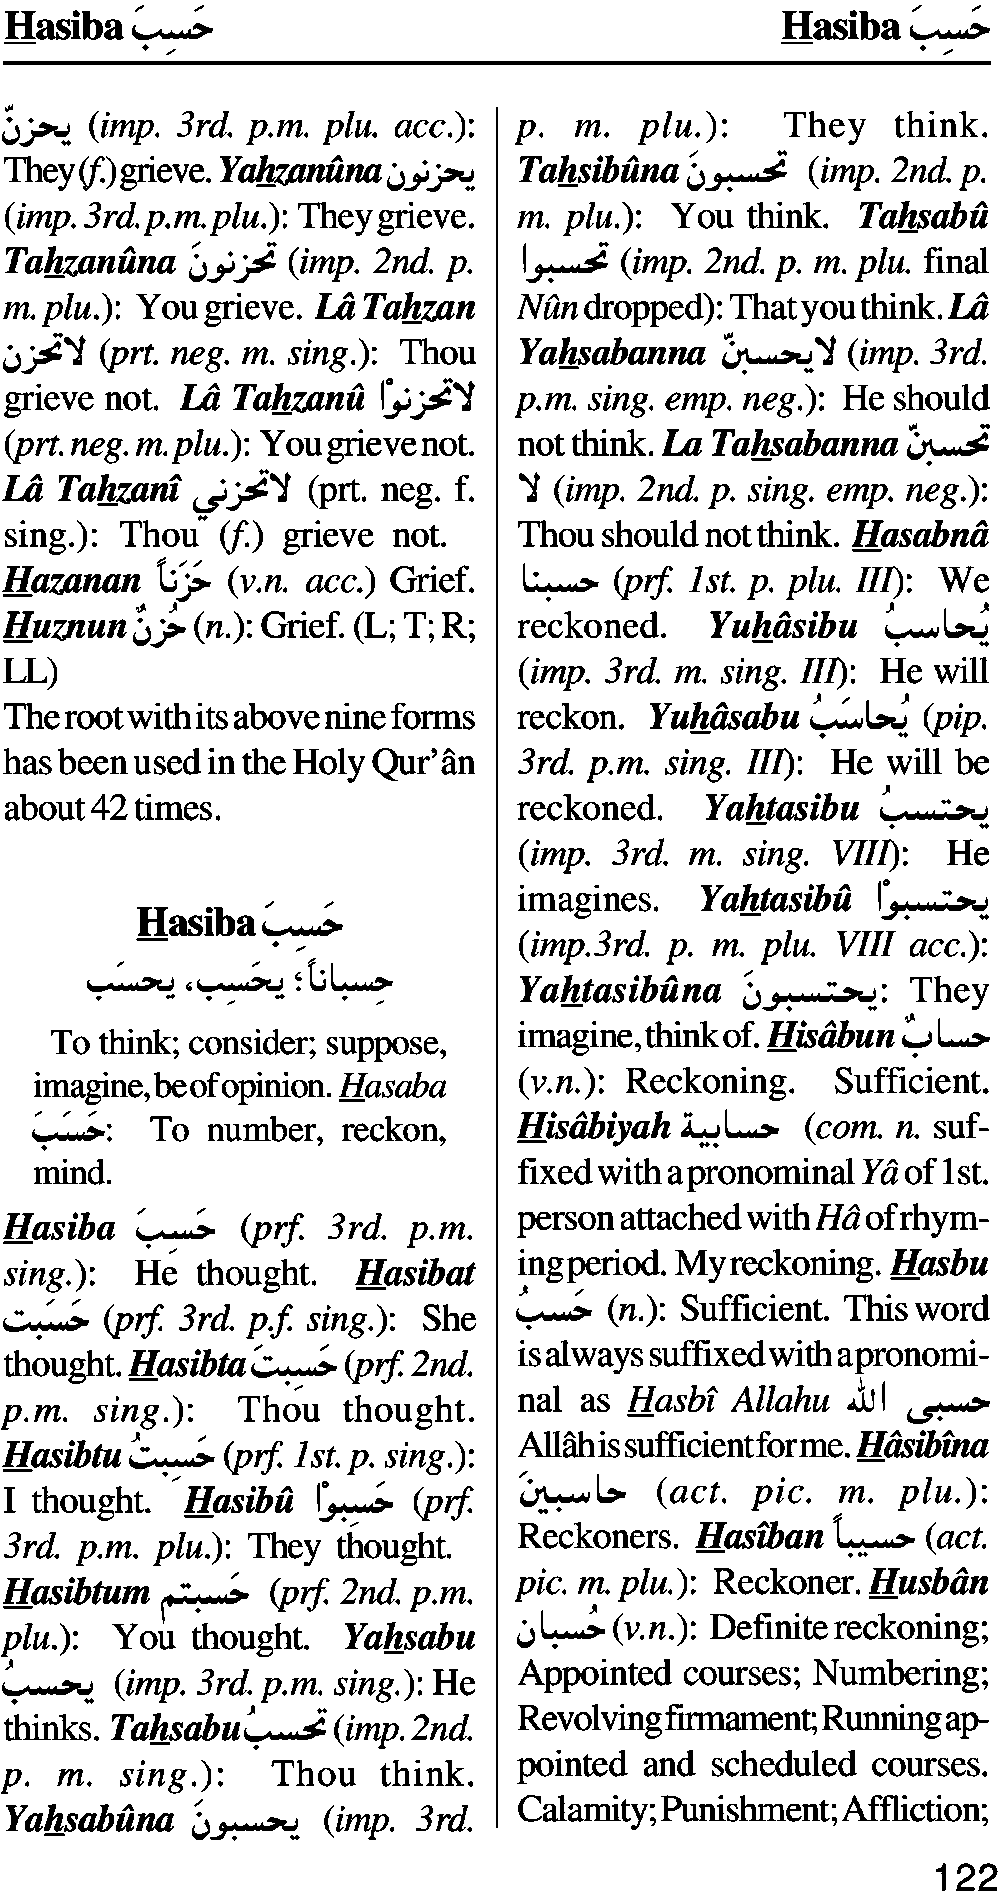 Hasiba حَسِبَ
Hasiba حَسِبَ
يحزنّ (imp. 3rd. p.m. plu. acc.):
They (f.) grieve. Yahzanûna يحزنون
(imp. 3rd. p.m. plu.): They grieve.
Tahzanûna تحزنونَ (imp. 2nd. p.
m. plu.): You grieve. Lâ Tahzan
لاتحزن (prt. neg. m. sing.): Thou
grieve not. Lâ Tahzanû لاتحزنوْا
(prt. neg. m. plu.): You grieve not.
Lâ Tahzanî لاتحزني (prt. neg. f.
sing.): Thou (f.) grieve not.
Hazanan حَزَناً (v.n. acc.) Grief.
Huznun حُزنٌ (n.): Grief. (L; T; R;
LL)
The root with its above nine forms
has been used in the Holy Qur’ân
about 42 times.
Hasiba حَسِبَ
حِسباناً؛ يحَسِب، يحسَب
To think; consider; suppose,
imagine, be of opinion. Hasaba
حَسَبَ: To number, reckon,
mind.
Hasiba حَسِبَ (prf. 3rd. p.m.
sing.): He thought. Hasibat
حَسَبَت (prf. 3rd. p.f. sing.): She
thought. Hasibta حَسِبتَ (prf. 2nd.
p.m. sing.): Thou thought.
Hasibtu حَسِبتُ (prf. 1st. p. sing.):
I thought. Hasibû حَسِبوْا (prf.
3rd. p.m. plu.): They thought.
Hasibtum حَسبتم (prf. 2nd. p.m.
plu.): You thought. Yahsabu
يحسبُ (imp. 3rd. p.m. sing.): He
thinks. Tahsabu تحسبُ (imp. 2nd.
p. m. sing.): Thou think.
Yahsabûna يحسبونَ (imp. 3rd.
p. m. plu.): They think.
Tahsibûna تحسبونَ (imp. 2nd. p.
m. plu.): You think. Tahsabû
تحسبوا (imp. 2nd. p. m. plu. final
Nûn dropped): That you think. Lâ
Yahsabanna لايحسبنّ (imp. 3rd.
p.m. sing. emp. neg.): He should
not think. La Tahsabanna تحسبنّ
لا (imp. 2nd. p. sing. emp. neg.):
Thou should not think. Hasabnâ
حسبنا (prf. 1st. p. plu. III): We
reckoned. Yuhâsibu يُحاسبُ
(imp. 3rd. m. sing. III): He will
reckon. Yuhâsabu يُحاسَبُ (pip.
3rd. p.m. sing. III): He will be
reckoned. Yahtasibu يحتسبُ
(imp. 3rd. m. sing. VIII): He
imagines. Yahtasibû يحتسبوْا
(imp.3rd. p. m. plu. VIII acc.):
Yahtasibûna يحتسبونَ: They
imagine, think of. Hisâbun حسابٌ
(v.n.): Reckoning. Sufficient.
Hisâbiyah حسابية (com. n. suf-
fixed with a pronominal Yâ of 1st.
person attached with Hâ of rhym-
ing period. My reckoning. Hasbu
حَسبُ (n.): Sufficient. This word
is always suffixed with a pronomi-
nal as Hasbî Allahu حسبى الله
Allâh is sufficient for me. Hâsibîna
حاسبينَ (act. pic. m. plu.):
Reckoners. Hasîban حسيباً (act.
pic. m. plu.): Reckoner. Husbân
حُسبان (v.n.): Definite reckoning;
Appointed courses; Numbering;
Revolving firmament; Running ap-
pointed and scheduled courses.
Calamity; Punishment; Affliction;
122